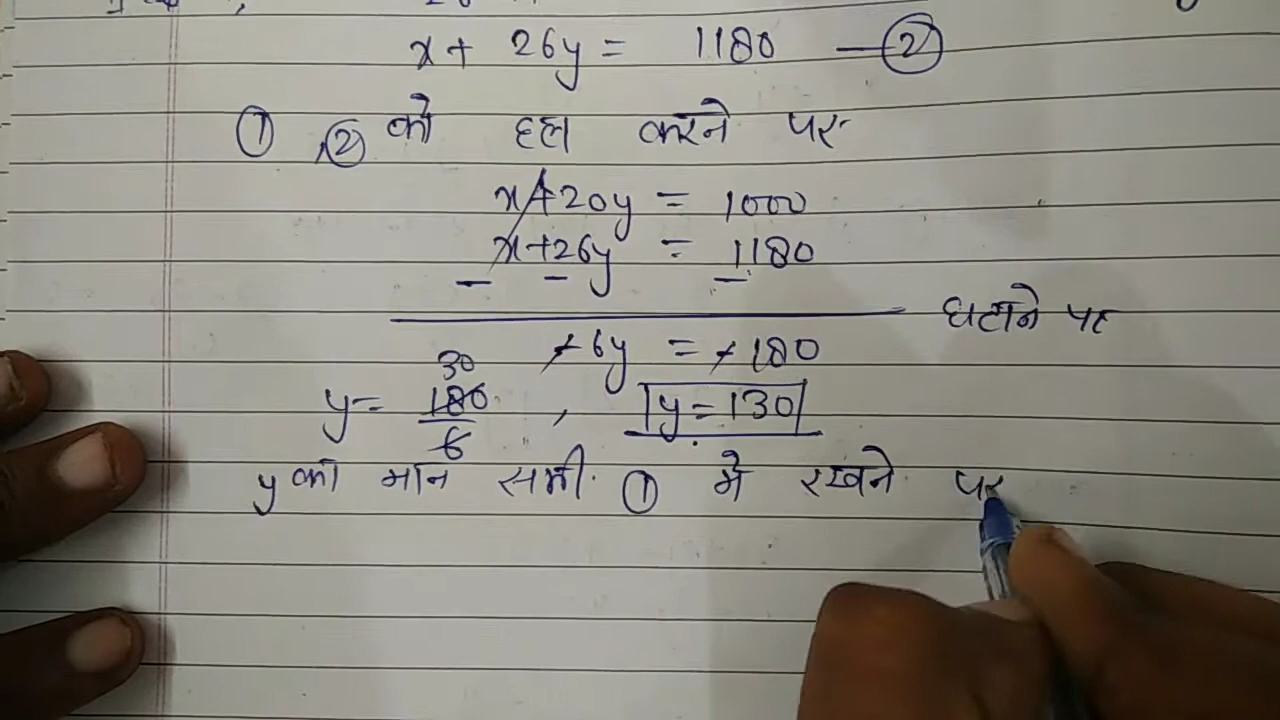 x + 26y = 1180 — ②
① , ② को हल करने पर
x + 20y = 1000
x + 26y = 1180
— — —
घटाने पर
-6y = -180
30
y = 180/6 , y = 130
y का मान समी. ① में रखने पर